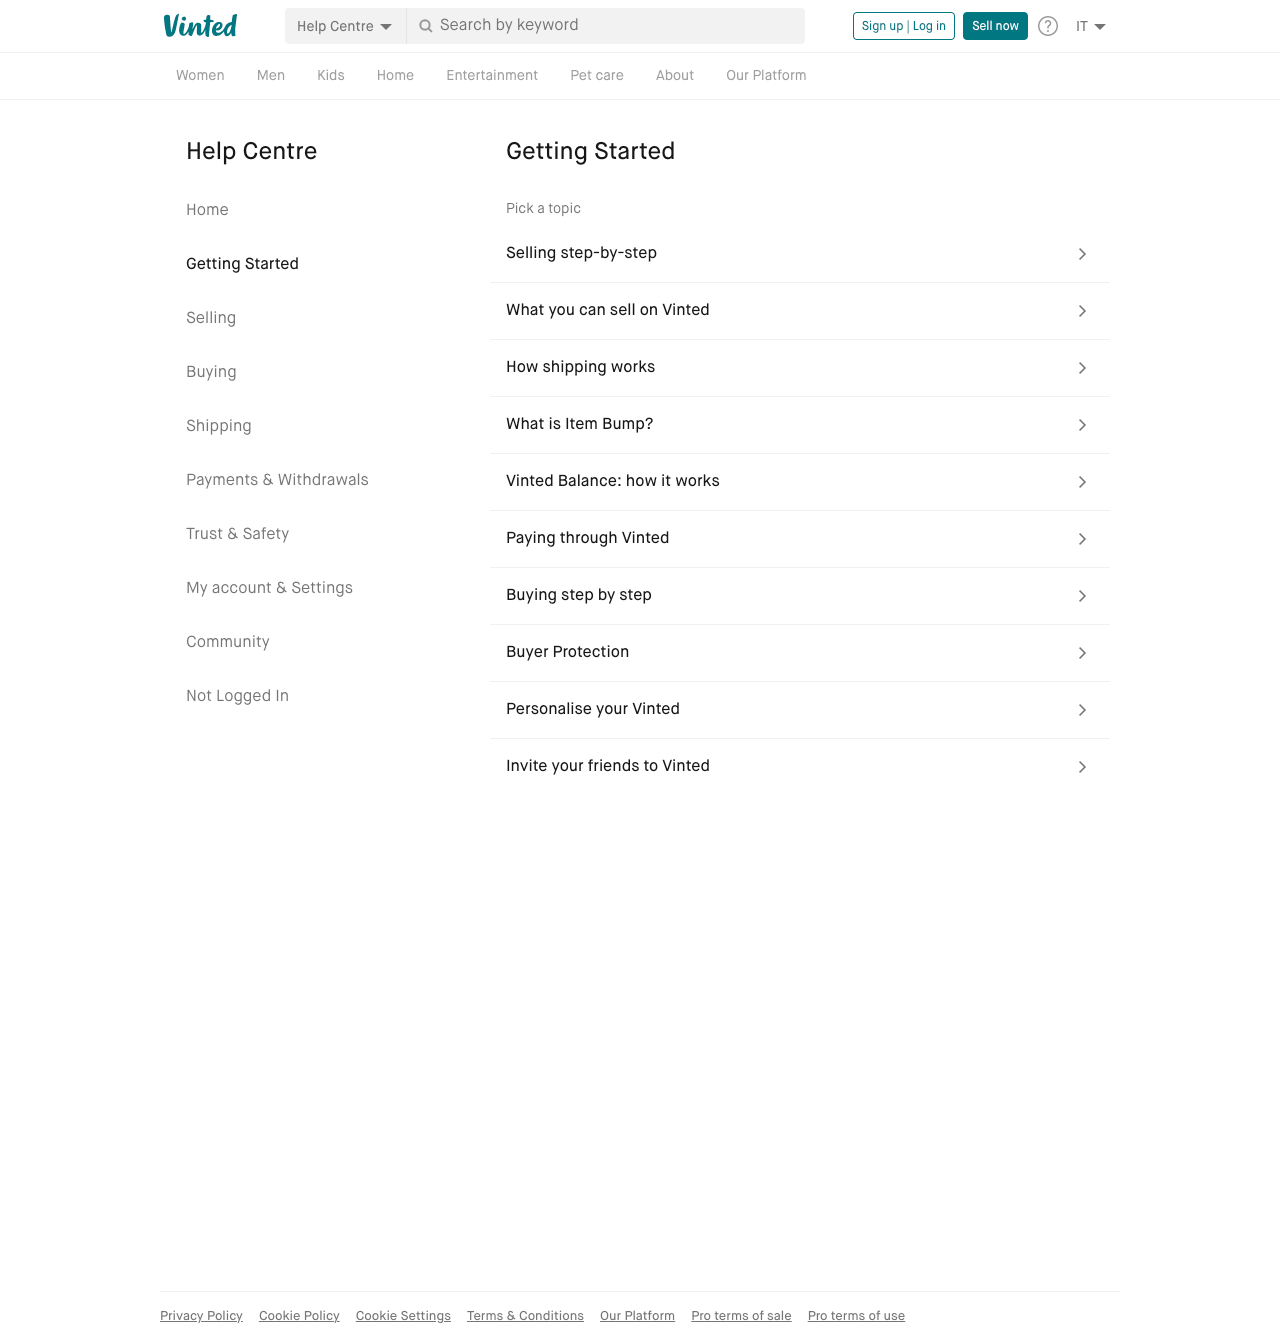 Vinted
Help Centre
Search by keyword
Sign up | Log in
Sell now
?
IT
Women
Men
Kids
Home
Entertainment
Pet care
About
Our Platform
Help Centre
Home
Getting Started
Selling
Buying
Shipping
Payments & Withdrawals
Trust & Safety
My account & Settings
Community
Not Logged In
Getting Started
Pick a topic
Selling step-by-step
What you can sell on Vinted
How shipping works
What is Item Bump?
Vinted Balance: how it works
Paying through Vinted
Buying step by step
Buyer Protection
Personalise your Vinted
Invite your friends to Vinted
Privacy Policy
Cookie Policy
Cookie Settings
Terms & Conditions
Our Platform
Pro terms of sale
Pro terms of use